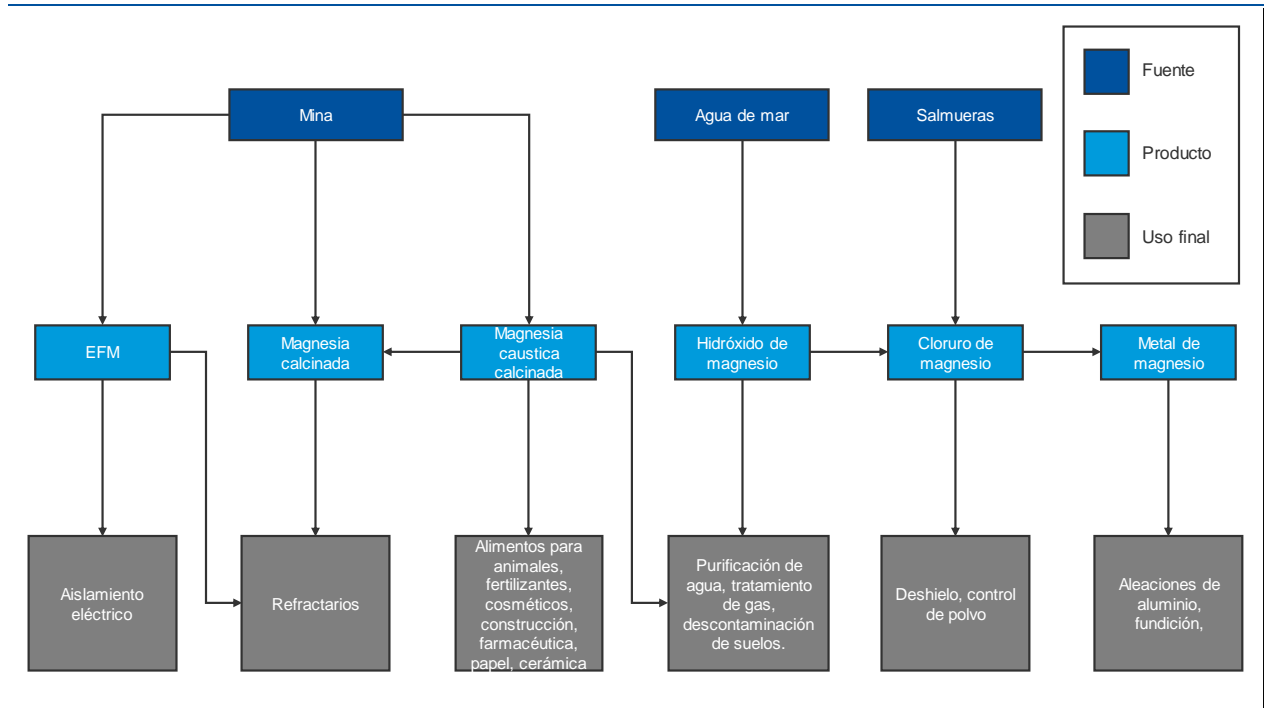 Fuente
Mina
Agua de mar
Salmueras
Producto
Uso final
EFM
Magnesia
calcinada
Magnesia
caustica
calcinada
Hidróxido de
magnesio
Cloruro de
magnesio
Metal de
magnesio
Aislamiento
eléctrico
Refractarios
Alimentos para
animales,
fertilizantes,
cosméticos,
construcción,
farmacéutica,
papel, cerámica
Purificación de
agua, tratamiento
de gas,
descontaminación
de suelos.
Deshielo, control
de polvo
Aleaciones de
aluminio,
fundición,